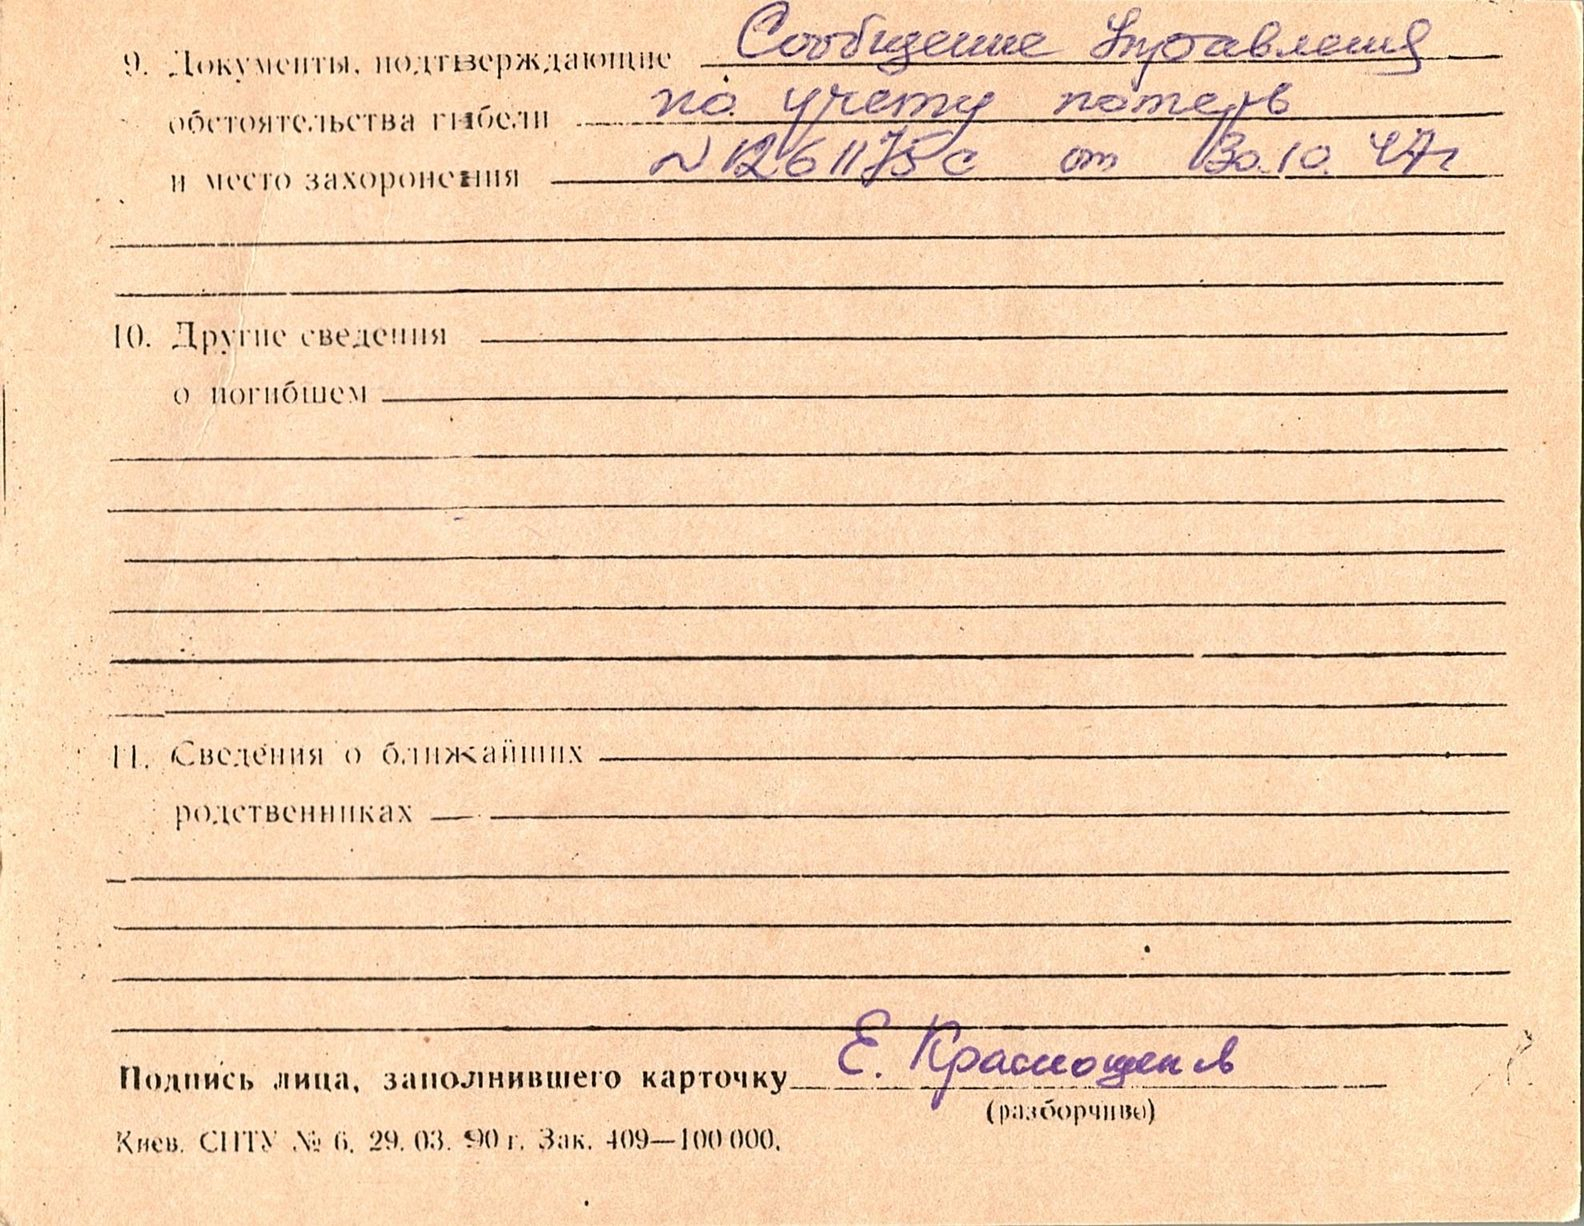 9. Документы, подтверждающие Сообщение Управления
обстоятельства гибели по учету потерь
и место захоронения N 1261175с от 30.10.47г
10. Другие сведения
о погибшем
11. Сведения о ближайших
родственниках
Подпись лица, заполнившего карточку Е. Краснощеков
(разборчиво)
Киев. СПТУ № 6. 29. 03. 90 г. Зак. 409—100 000.